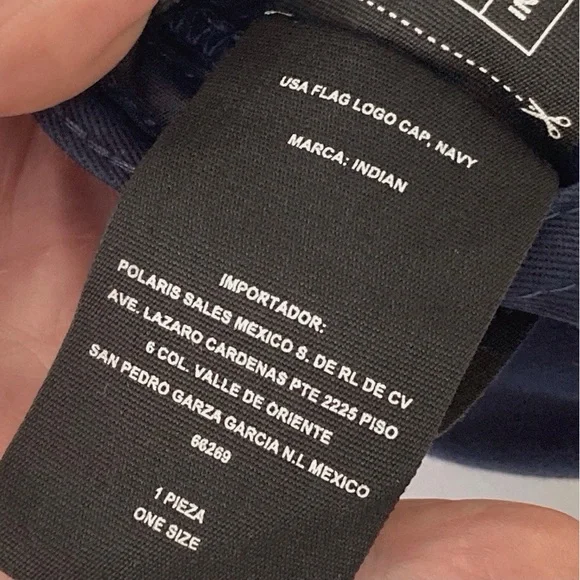 USA FLAG LOGO CAP, NAVY
MARCA: INDIAN
IMPORTADOR:
POLARIS SALES MEXICO S. DE RL DE CV
AVE. LAZARO CARDENAS PTE 2225 PISO
6 COL. VALLE DE ORIENTE
SAN PEDRO GARZA GARCIA N.L MEXICO
66269
1 PIEZA
ONE SIZE